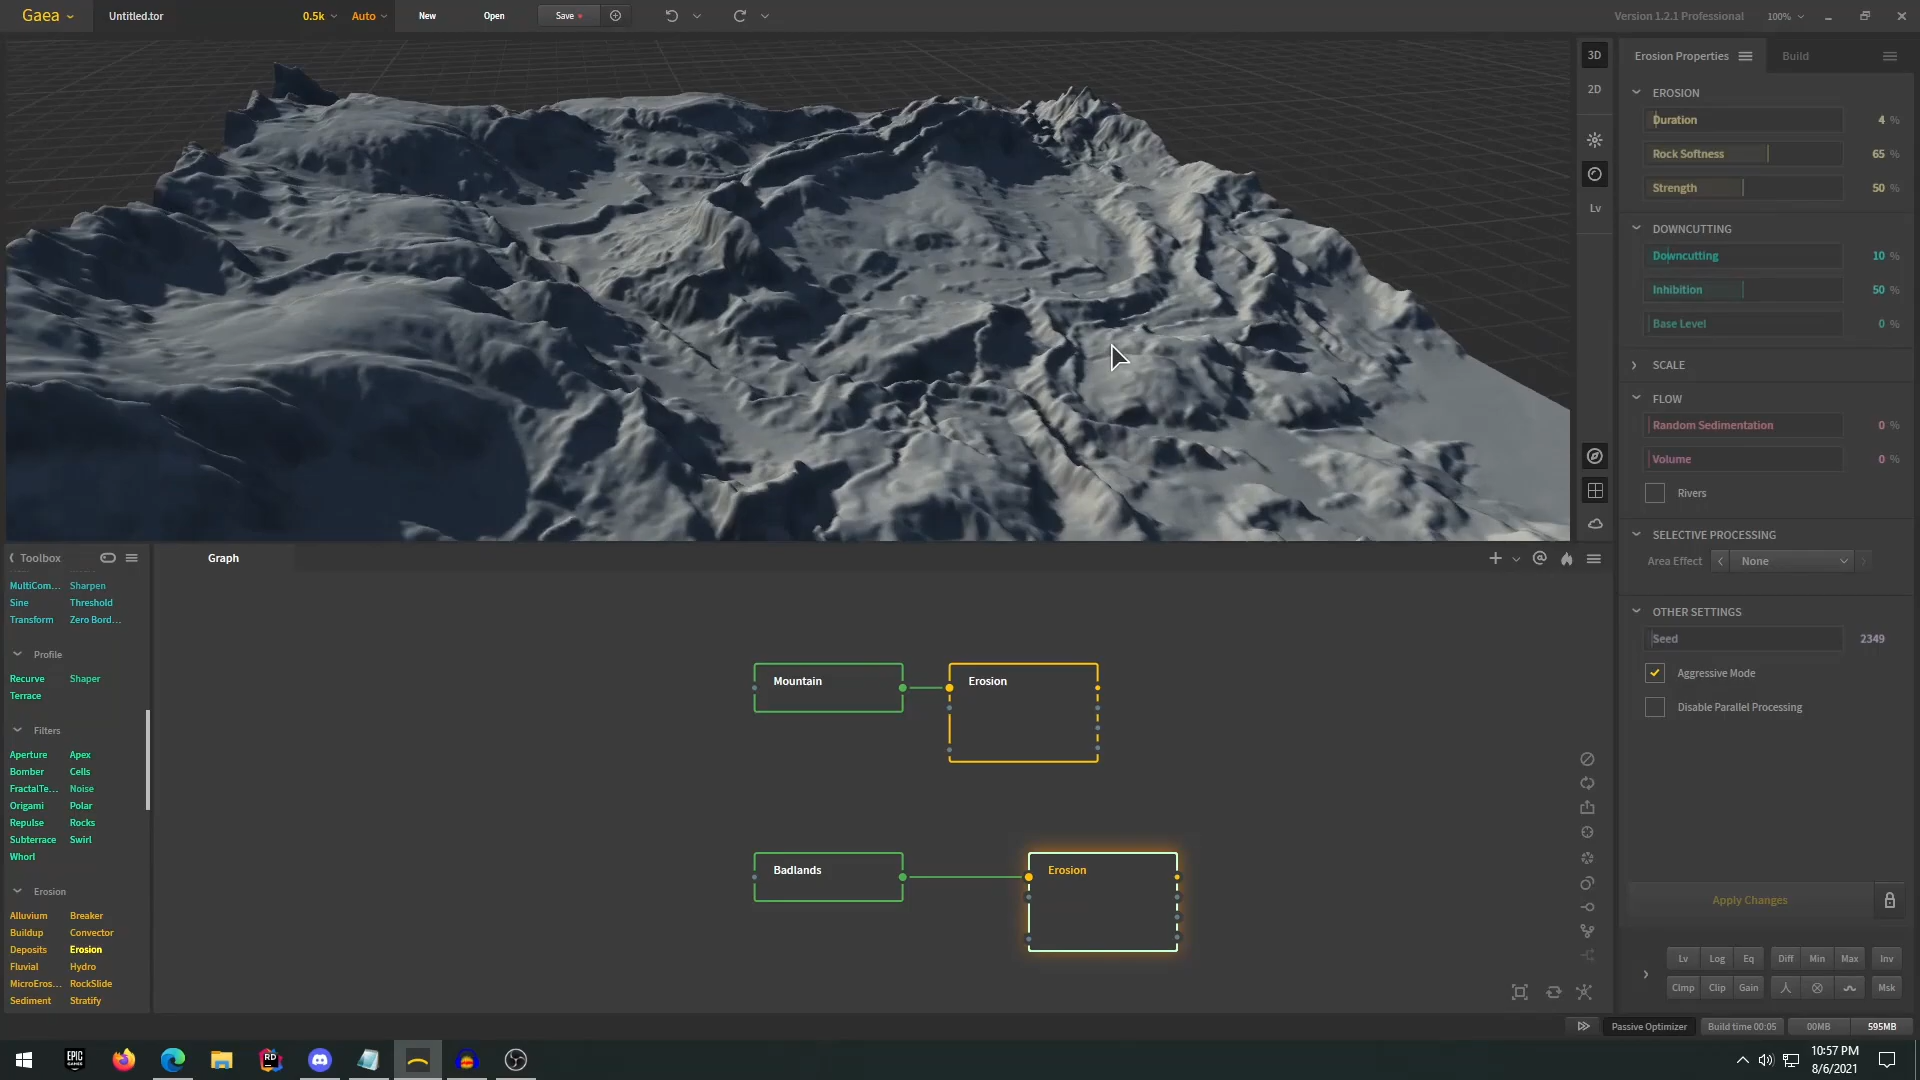 Gaea
Untitled.tor
0.5k
Auto
New
Open
Save
Version 1.2.1 Professional
100%
3D
2D
Lv
Erosion Properties
Build
EROSION
Duration 4 %
Rock Softness 65 %
Strength 50 %
DOWNCUTTING
Downcutting 10 %
Inhibition 50 %
Base Level 0 %
SCALE
FLOW
Random Sedimentation 0 %
Volume 0 %
Rivers
SELECTIVE PROCESSING
Area Effect None
OTHER SETTINGS
Seed 2349
Aggressive Mode
Disable Parallel Processing
Apply Changes
Lv Log Eq Diff Min Max Inv
Clmp Clip Gain Msk
Toolbox
MultiCom... Sharpen
Sine Threshold
Transform Zero Bord...
Profile
Recurve Shaper
Terrace
Filters
Aperture Apex
Bomber Cells
FractalTe... Noise
Origami Polar
Repulse Rocks
Subterrace Swirl
Whorl
Erosion
Alluvium Breaker
Buildup Convector
Deposits Erosion
Fluvial Hydro
MicroEros... RockSlide
Sediment Stratify
Graph
Mountain
Erosion
Badlands
Erosion
Passive Optimizer
Build time 00:05
00MB
595MB
EPIC
GAMES
RD
10:57 PM
8/6/2021